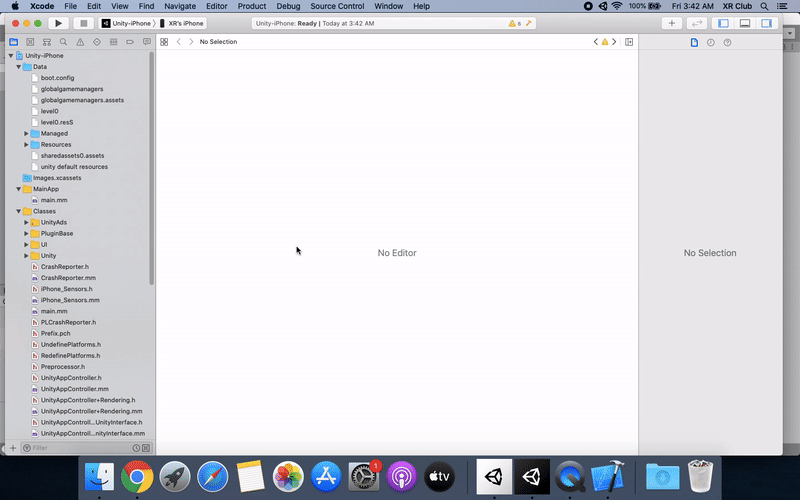 Xcode File Edit View Find Navigate Editor Product Debug Source Control Window Help 100% Fri 3:42 AM XR Club
Unity-iPhone XR's iPhone Unity-iPhone: Ready | Today at 3:42 AM 6
No Selection
Unity-iPhone
Data
boot.config
globalgamemanagers
globalgamemanagers.assets
level0
level0.resS
Managed
Resources
sharedassets0.assets
unity default resources
Images.xcassets
MainApp
main.mm
Classes
UnityAds
PluginBase
UI
Unity
CrashReporter.h
CrashReporter.mm
iPhone_Sensors.h
iPhone_Sensors.mm
main.mm
PLCrashReporter.h
Prefix.pch
UndefinePlatforms.h
RedefinePlatforms.h
Preprocessor.h
UnityAppController.h
UnityAppController.mm
UnityAppController+Rendering.h
UnityAppController+Rendering.mm
UnityAppControll...UnityInterface.h
UnityAppControll...nityInterface.mm
Filter
No Editor
No Selection
1
tv